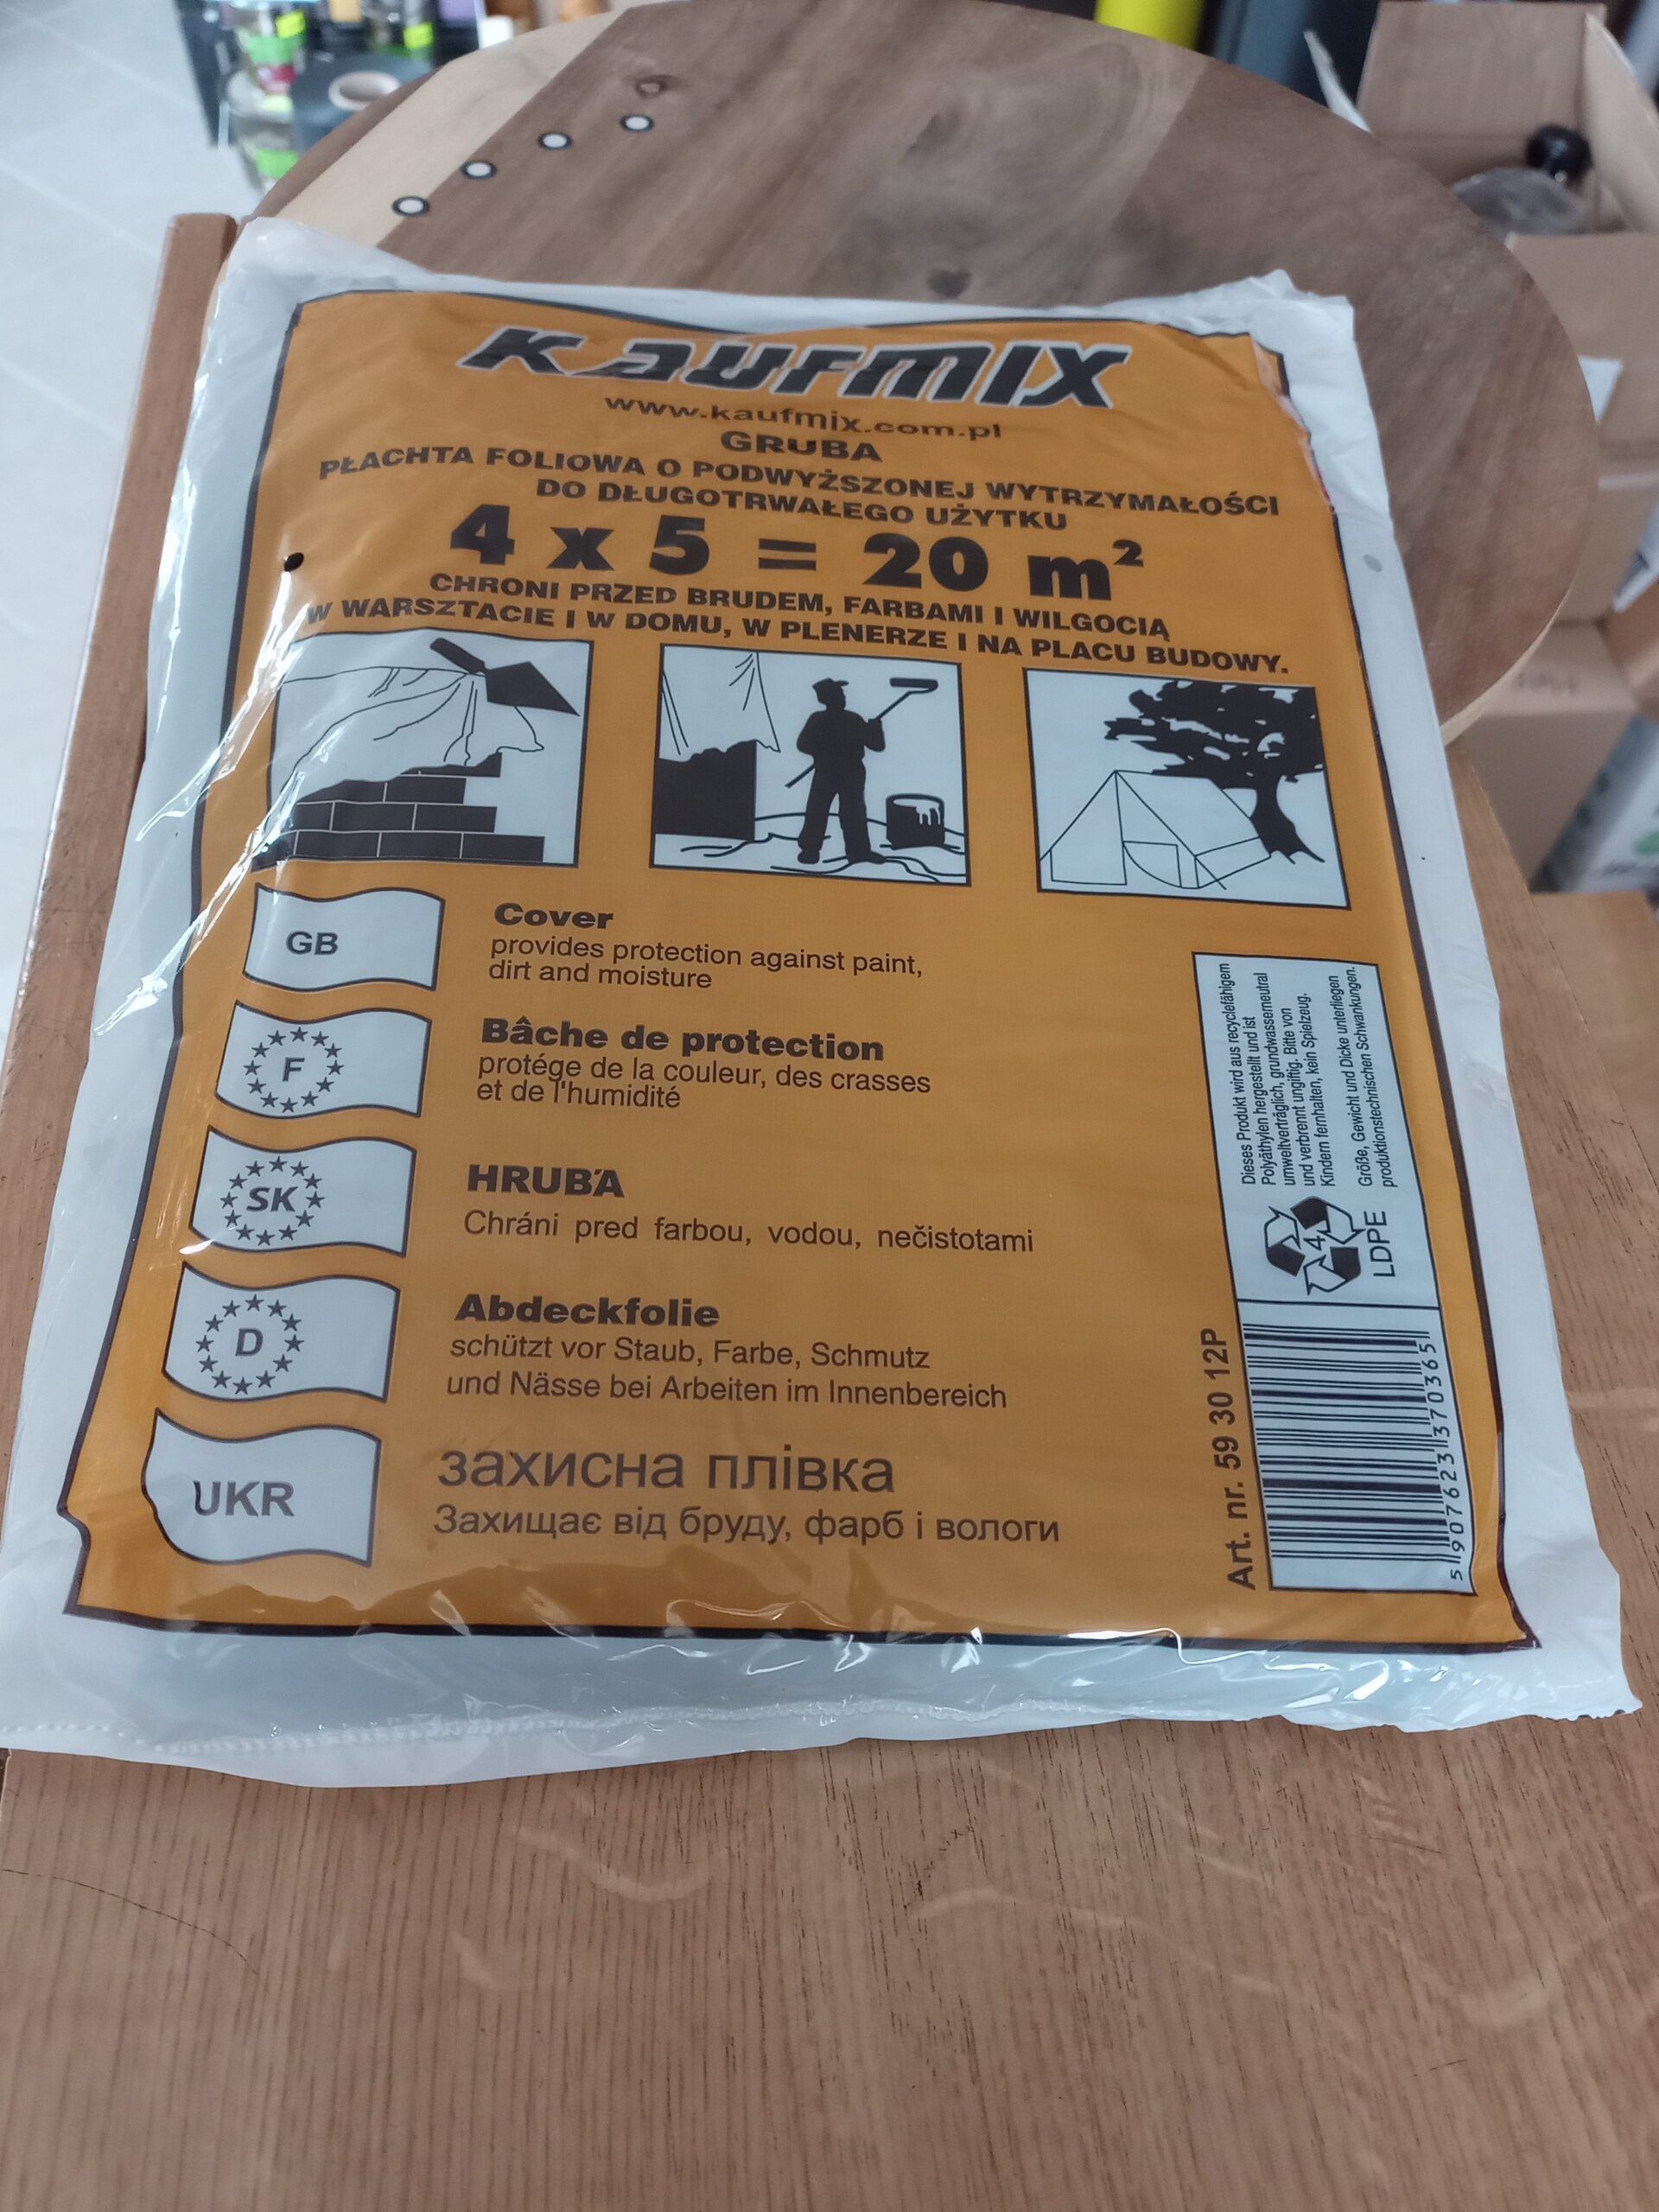 KAUFMIX
www.kaufmix.com.pl
GRUBA
PŁACHTA FOLIOWA O PODWYŻSZONEJ WYTRZYMAŁOŚCI
DO DŁUGOTRWAŁEGO UŻYTKU
4 x 5 = 20 m²
CHRONI PRZED BRUDEM, FARBAMI I WILGOCIĄ
W WARSZTACIE I W DOMU, W PLENERZE I NA PLACU BUDOWY.
GB
Cover
provides protection against paint,
dirt and moisture
F
Bâche de protection
protége de la couleur, des crasses
et de l'humidité
SK
HRUB'A
Chráni pred farbou, vodou, nečistotami
D
Abdeckfolie
schützt vor Staub, Farbe, Schmutz
und Nässe bei Arbeiten im Innenbereich
UKR
захисна плівка
Захищає від бруду, фарб і вологи
Dieses Produkt wird aus recyclefähigem
Polyäthylen hergestellt und ist
umweltverträglich, grundwasserneutral
und verbrennt ungiftig. Bitte von
Kindern fernhalten, kein Spielzeug.
Größe, Gewicht und Dicke unterliegen
produktionstechnischen Schwankungen.
4
LDPE
Art. nr. 59 30 12P
5907623370365